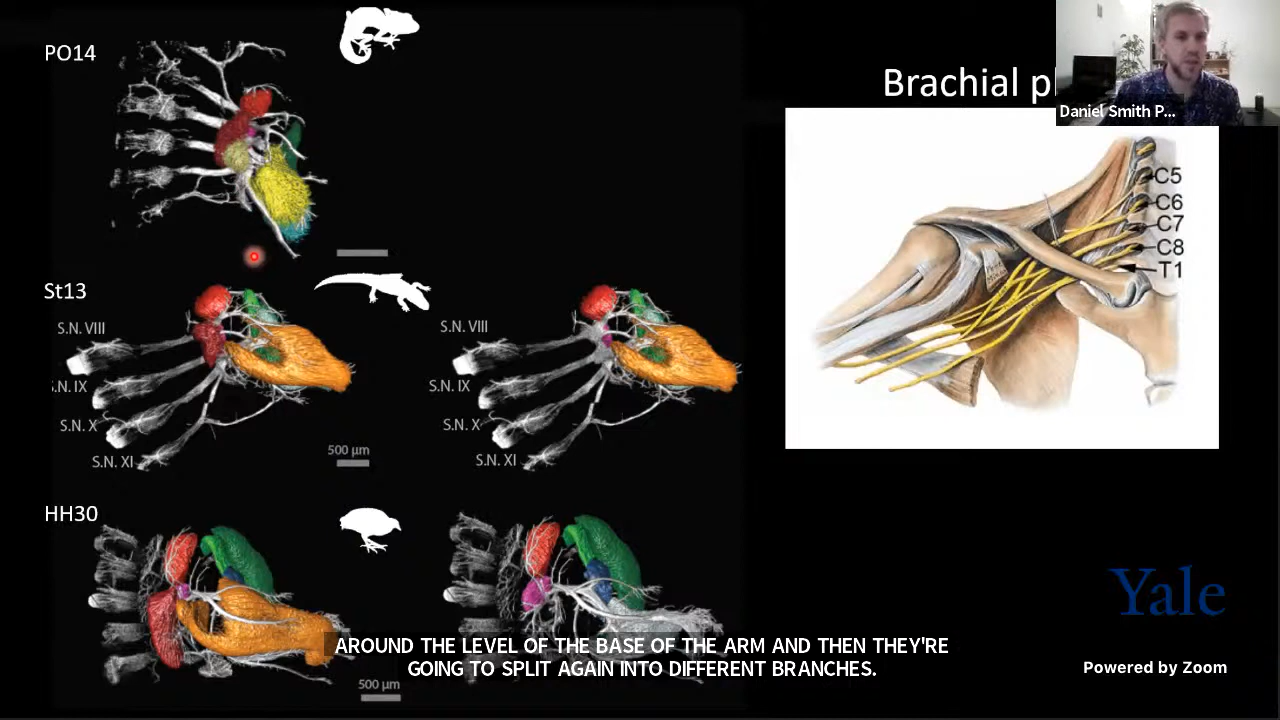 PO14
Brachial pl
Daniel Smith P...
C5
C6
C7
C8
T1
St13
S.N. VIII
S.N. IX
S.N. X
S.N. XI
500 µm
S.N. VIII
S.N. IX
S.N. X
S.N. XI
HH30
500 µm
AROUND THE LEVEL OF THE BASE OF THE ARM AND THEN THEY'RE
GOING TO SPLIT AGAIN INTO DIFFERENT BRANCHES.
Yale
Powered by Zoom